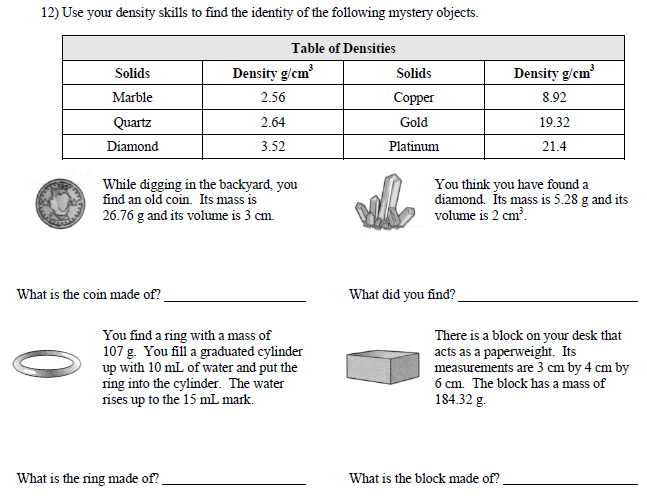 12) Use your density skills to find the identity of the following mystery objects.
Table of Densities
Solids Density g/cm³ Solids Density g/cm³
Marble 2.56 Copper 8.92
Quartz 2.64 Gold 19.32
Diamond 3.52 Platinum 21.4
While digging in the backyard, you
find an old coin. Its mass is
26.76 g and its volume is 3 cm.
You think you have found a
diamond. Its mass is 5.28 g and its
volume is 2 cm³.
What is the coin made of?
What did you find?
You find a ring with a mass of
107 g. You fill a graduated cylinder
up with 10 mL of water and put the
ring into the cylinder. The water
rises up to the 15 mL mark.
There is a block on your desk that
acts as a paperweight. Its
measurements are 3 cm by 4 cm by
6 cm. The block has a mass of
184.32 g.
What is the ring made of?
What is the block made of?